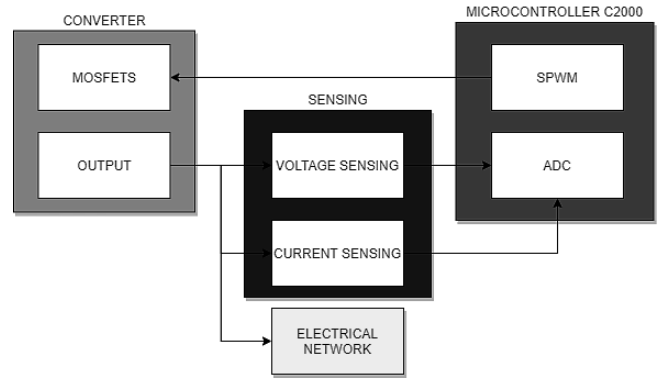 CONVERTER
MOSFETS
OUTPUT
SENSING
VOLTAGE SENSING
CURRENT SENSING
MICROCONTROLLER C2000
SPWM
ADC
ELECTRICAL
NETWORK